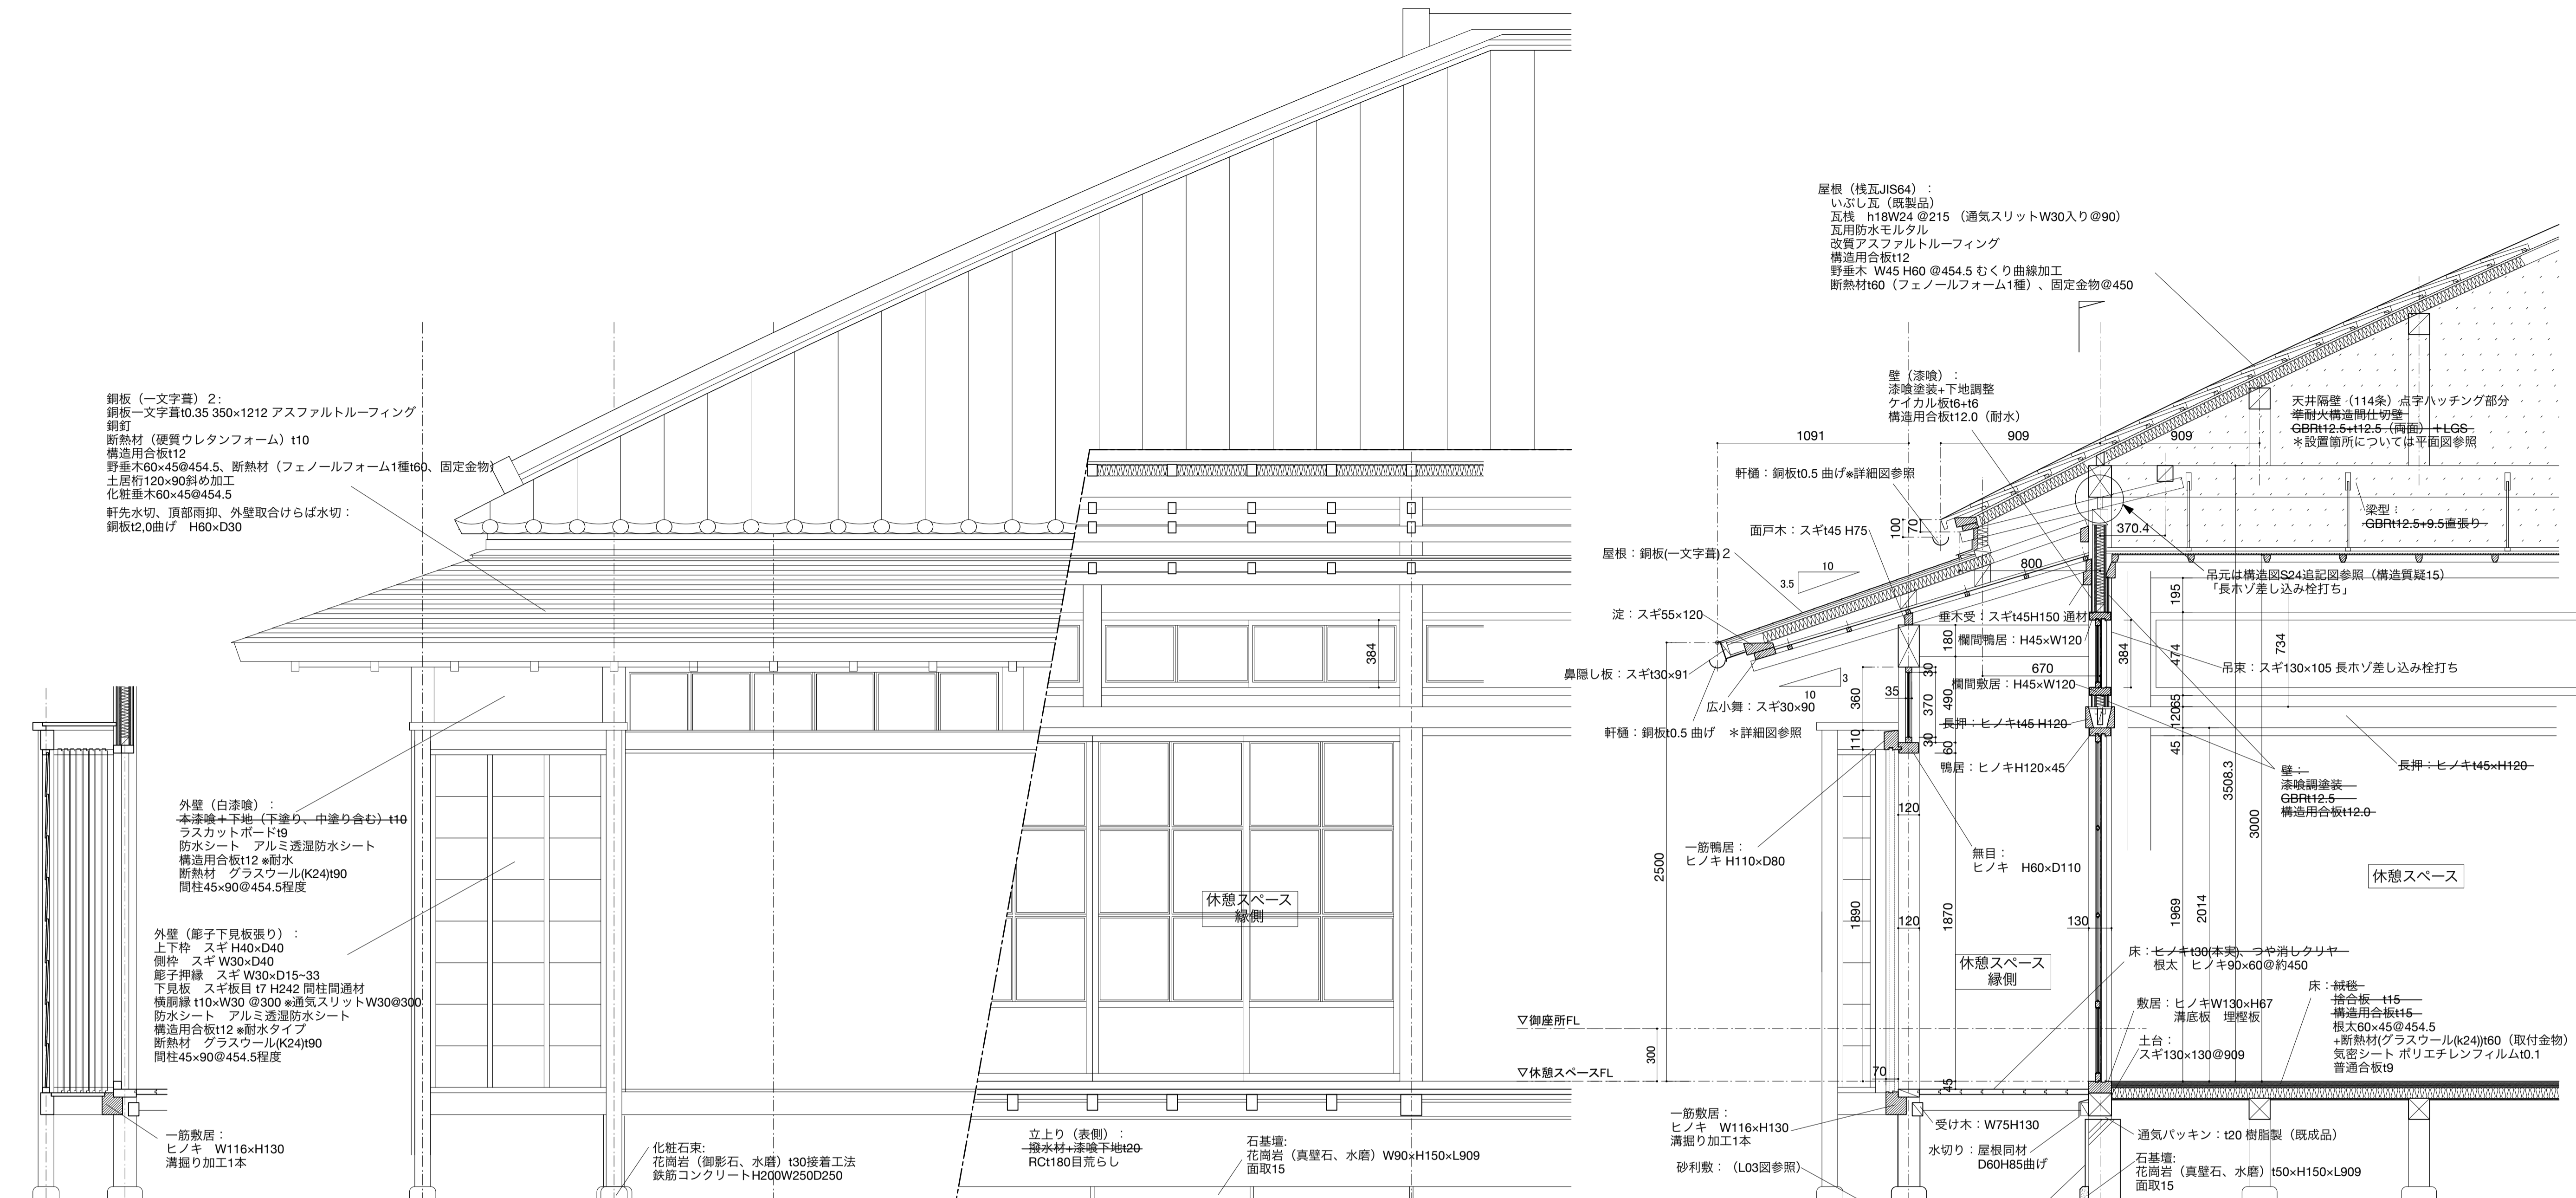 銅板（一文字葺）２:
銅板一文字葺t0.35 350×1212 アスファルトルーフィング
銅釘
断熱材（硬質ウレタンフォーム）t10
構造用合板t12
野垂木60×45@454.5、断熱材（フェノールフォーム1種t60、固定金物）
土居桁120×90斜め加工
化粧垂木60×45@454.5
軒先水切、頂部雨抑、外壁取合けらば水切：
銅板t2,0曲げ　H60×D30
外壁（白漆喰）：
本漆喰＋下地（下塗り、中塗り含む）t10
ラスカットボードt9
防水シート　アルミ透湿防水シート
構造用合板t12 ※耐水
断熱材　グラスウール(K24)t90
間柱45×90@454.5程度
外壁（簓子下見板張り）：
上下枠　スギ H40×D40
側枠　スギ W30×D40
簓子押縁　スギ W30×D15~33
下見板　スギ板目 t7 H242 間柱間通材
横胴縁 t10×W30 @300 ※通気スリットW30@300
防水シート　アルミ透湿防水シート
構造用合板t12 ※耐水タイプ
断熱材　グラスウール(K24)t90
間柱45×90@454.5程度
一筋敷居：
ヒノキ　W116×H130
溝掘り加工1本
化粧石束:
花崗岩（御影石、水磨）t30接着工法
鉄筋コンクリートH200W250D250
立上り（表側）：
撥水材+漆喰下地t20
RCt180目荒らし
石基壇:
花崗岩（真壁石、水磨）W90×H150×L909
面取15
休憩スペース
縁側
384
屋根（桟瓦JIS64）：
いぶし瓦（既製品）
瓦桟　h18W24 @215 （通気スリットW30入り@90）
瓦用防水モルタル
改質アスファルトルーフィング
構造用合板t12
野垂木 W45 H60 @454.5 むくり曲線加工
断熱材t60（フェノールフォーム1種）、固定金物@450
壁（漆喰）：
漆喰塗装+下地調整
ケイカル板t6+t6
構造用合板t12.0（耐水）
天井隔壁（114条）点字ハッチング部分
準耐火構造間仕切壁
GBRt12.5+t12.5（両面）＋LGS
＊設置箇所については平面図参照
1091
909
909
軒樋：銅板t0.5 曲げ※詳細図参照
100
70
面戸木：スギt45 H75
梁型：
GBRt12.5+9.5直張り
370.4
屋根：銅板(一文字葺)２
10
3.5
800
吊元は構造図S24追記図参照（構造質疑15）
「長ホゾ差し込み栓打ち」
淀：スギ55×120
垂木受：スギt45H150 通材
195
180
欄間鴨居：H45×W120
384
474
734
鼻隠し板：スギt30×91
670
吊束：スギ130×105 長ホゾ差し込み栓打ち
3
10
広小舞：スギ30×90
欄間敷居：H45×W120
360
35
30
370
490
65
120
長押：ヒノキt45 H120
軒樋：銅板t0.5 曲げ　＊詳細図参照
110
30
60
45
鴨居：ヒノキH120×45
長押：ヒノキt45×H120
壁：
漆喰調塗装
GBRt12.5
構造用合板t12.0
3508.3
3000
120
2500
一筋鴨居：
ヒノキ H110×D80
無目：
ヒノキ　H60×D110
休憩スペース
1890
120
1870
130
1969
2014
休憩スペース
縁側
床：ヒノキt30(本実)、つや消しクリヤ
根太　ヒノキ90×60@約450
床：絨毯
捨合板　t15
構造用合板t15
根太60×45@454.5
+断熱材(グラスウール(k24))t60（取付金物）
気密シート ポリエチレンフィルムt0.1
普通合板t9
敷居：ヒノキW130×H67
溝底板　埋樫板
土台：
スギ130×130@909
▽御座所FL
300
▽休憩スペースFL
70
45
一筋敷居：
ヒノキ　W116×H130
溝掘り加工1本
受け木：W75H130
水切り：屋根同材
D60H85曲げ
砂利敷：（L03図参照）
通気パッキン：t20 樹脂製（既成品）
石基壇:
花崗岩（真壁石、水磨）t50×H150×L909
面取15